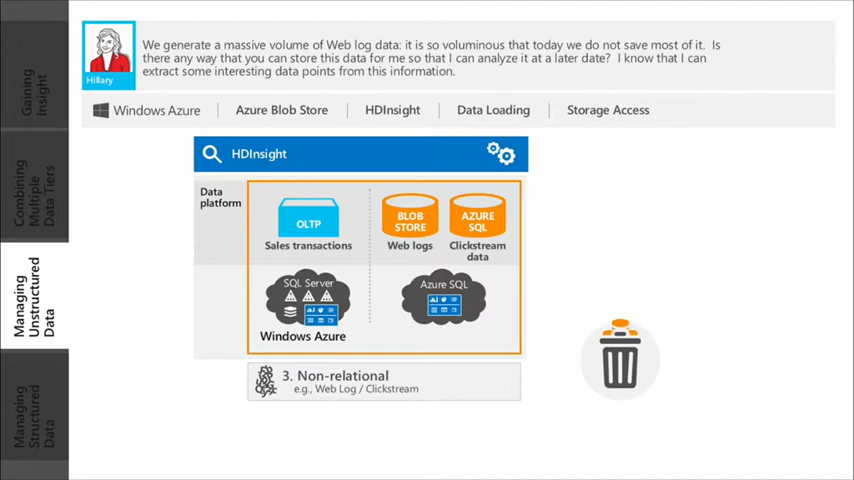 Gaining
Insight
Combining
Multiple
Data Tiers
Managing
Unstructured
Data
Managing
Structured
Data
Hillary
We generate a massive volume of Web log data: it is so voluminous that today we do not save most of it. Is
there any way that you can store this data for me so that I can analyze it at a later date? I know that I can
extract some interesting data points from this information.
Windows Azure
Azure Blob Store
HDInsight
Data Loading
Storage Access
HDInsight
Data
platform
OLTP
Sales transactions
BLOB
STORE
Web logs
AZURE
SQL
Clickstream
data
SQL Server
Azure SQL
Windows Azure
3. Non-relational
e.g., Web Log / Clickstream